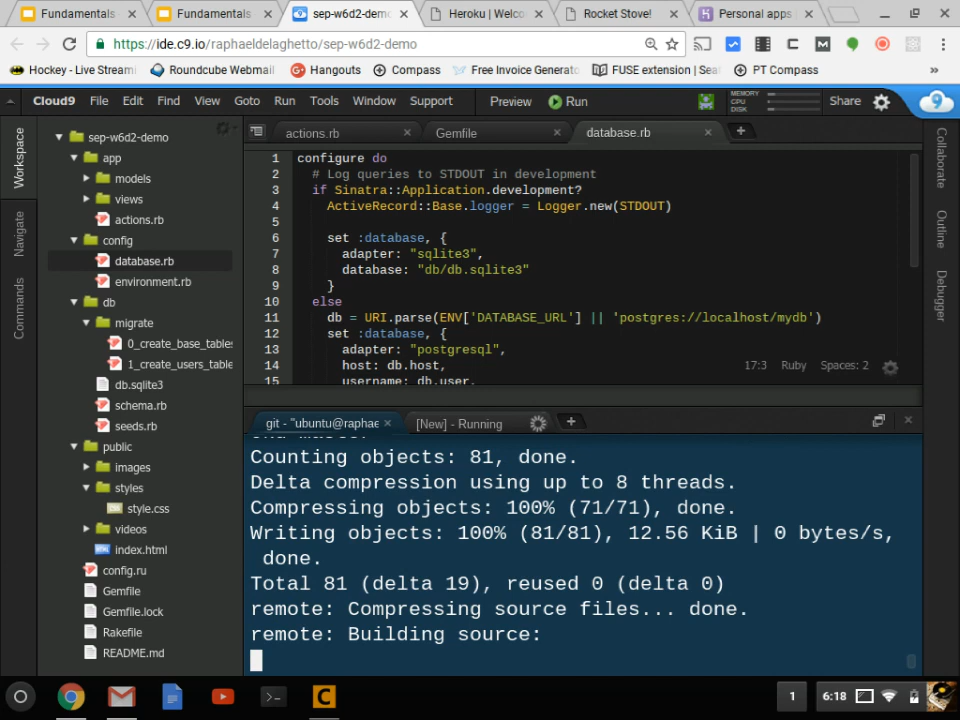 Fundamentals
Fundamentals
sep-w6d2-demo
Heroku | Welco
Rocket Stove!
Personal apps
https://ide.c9.io/raphaeldelaghetto/sep-w6d2-demo
Hockey - Live Streami
Roundcube Webmail
Hangouts
Compass
Free Invoice Generato
FUSE extension | Sea
PT Compass
»
Cloud9 File Edit Find View Goto Run Tools Window Support Preview Run
MEMORY
CPU
DISK
Share
Workspace
Navigate
Commands
sep-w6d2-demo
app
models
views
actions.rb
config
database.rb
environment.rb
db
migrate
0_create_base_tables
1_create_users_table
db.sqlite3
schema.rb
seeds.rb
public
images
styles
style.css
videos
index.html
config.ru
Gemfile
Gemfile.lock
Rakefile
README.md
actions.rb
Gemfile
database.rb
1 configure do
2 # Log queries to STDOUT in development
3 if Sinatra::Application.development?
4 ActiveRecord::Base.logger = Logger.new(STDOUT)
5
6 set :database, {
7 adapter: "sqlite3",
8 database: "db/db.sqlite3"
9 }
10 else
11 db = URI.parse(ENV['DATABASE_URL'] || 'postgres://localhost/mydb')
12 set :database, {
13 adapter: "postgresql",
14 host: db.host,
15 username: db.user,
17:3 Ruby Spaces: 2
Collaborate
Outline
Debugger
git - "ubuntu@raphae
[New] - Running
Counting objects: 81, done.
Delta compression using up to 8 threads.
Compressing objects: 100% (71/71), done.
Writing objects: 100% (81/81), 12.56 KiB | 0 bytes/s,
done.
Total 81 (delta 19), reused 0 (delta 0)
remote: Compressing source files... done.
remote: Building source:
1
6:18